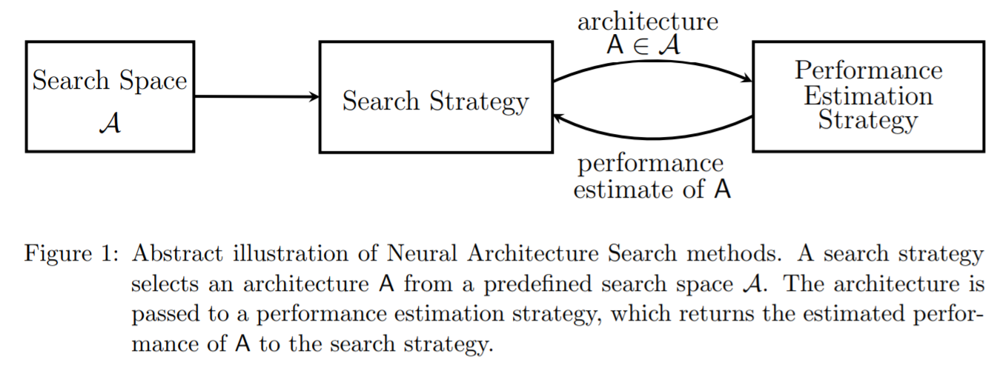 Search Space
𝒜
Search Strategy
architecture
A ∈ 𝒜
performance
estimate of A
Performance
Estimation
Strategy
Figure 1: Abstract illustration of Neural Architecture Search methods. A search strategy
selects an architecture A from a predefined search space 𝒜. The architecture is
passed to a performance estimation strategy, which returns the estimated perfor-
mance of A to the search strategy.